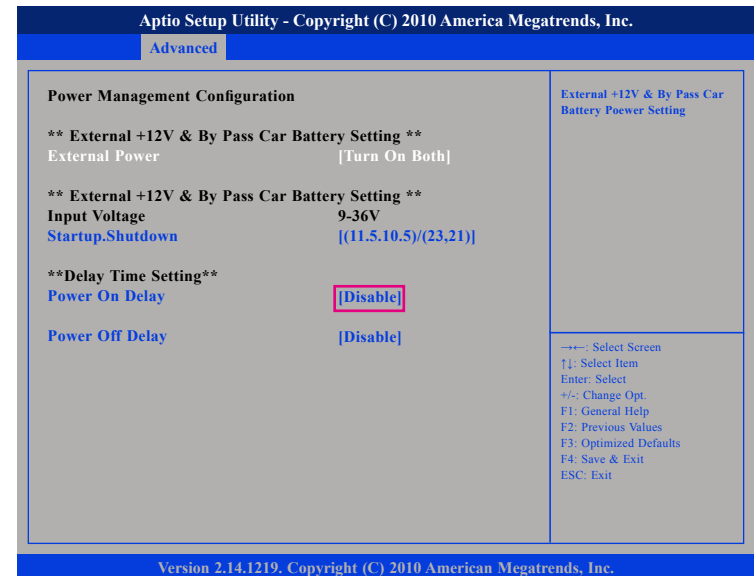 Aptio Setup Utility - Copyright (C) 2010 America Megatrends, Inc.
Advanced
Power Management Configuration
** External +12V & By Pass Car Battery Setting **
External Power [Turn On Both]
** External +12V & By Pass Car Battery Setting **
Input Voltage 9-36V
Startup.Shutdown [(11.5.10.5)/(23,21)]
**Delay Time Setting**
Power On Delay [Disable]
Power Off Delay [Disable]
External +12V & By Pass Car
Battery Poewer Setting
→←: Select Screen
↑↓: Select Item
Enter: Select
+/-: Change Opt.
F1: General Help
F2: Previous Values
F3: Optimized Defaults
F4: Save & Exit
ESC: Exit
Version 2.14.1219. Copyright (C) 2010 American Megatrends, Inc.